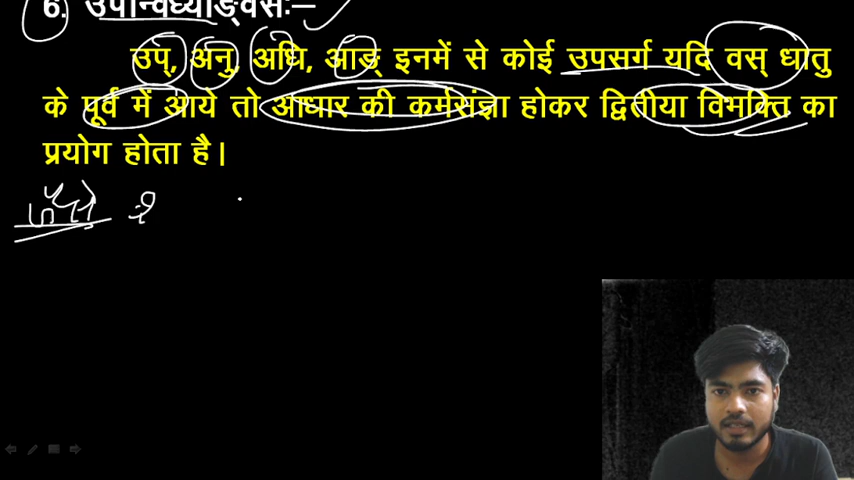 6. उपान्वध्याङ्वसः:–
उप्, अनु, अधि, आङ् इनमें से कोई उपसर्ग यदि वस् धातु
के पूर्व में आये तो आधार की कर्मसंज्ञा होकर द्वितीया विभक्ति का
प्रयोग होता है।
जैसे